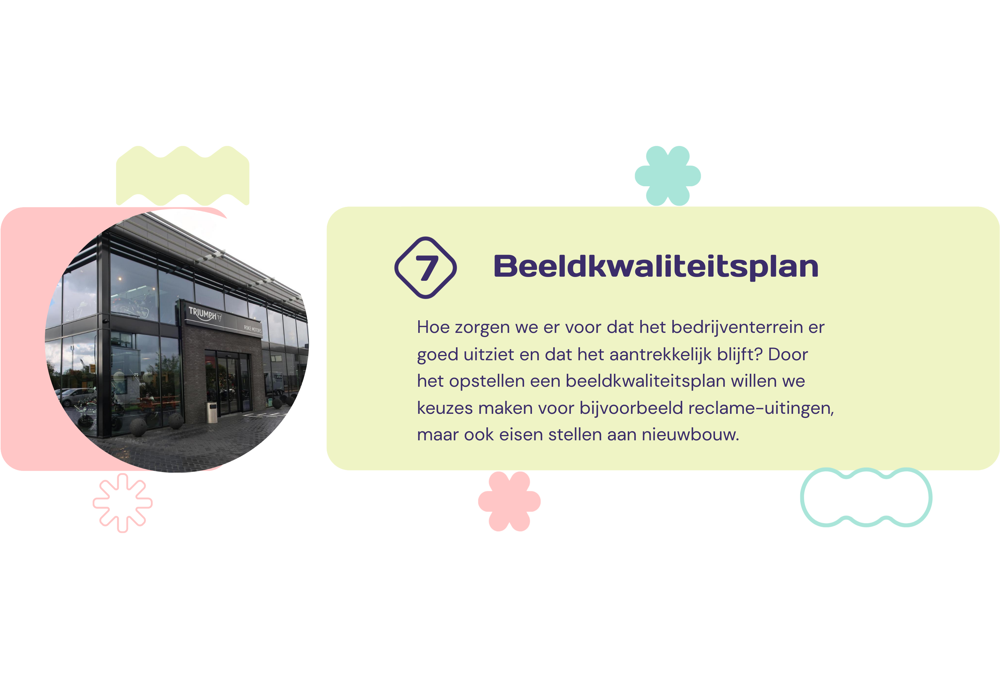 TRIUMPH
ROKE MOTORS
7
Beeldkwaliteitsplan
Hoe zorgen we er voor dat het bedrijventerrein er
goed uitziet en dat het aantrekkelijk blijft? Door
het opstellen een beeldkwaliteitsplan willen we
keuzes maken voor bijvoorbeeld reclame-uitingen,
maar ook eisen stellen aan nieuwbouw.